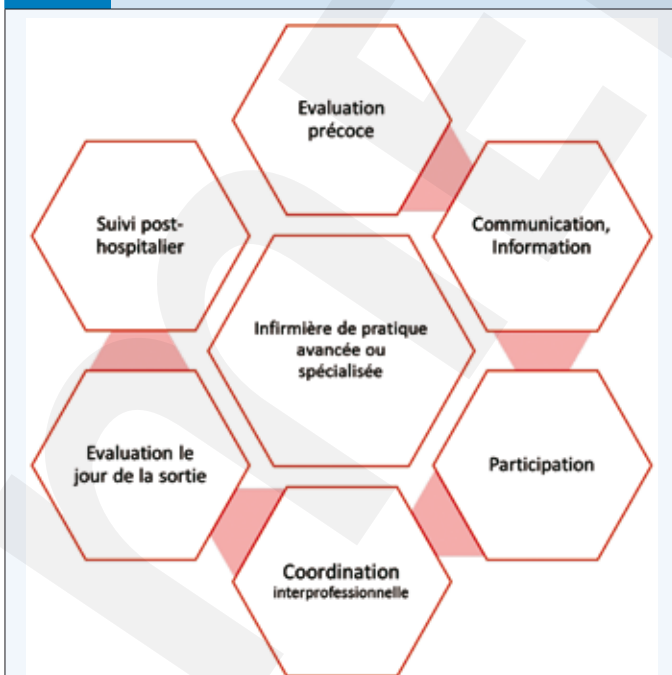 Evaluation
précoce
Communication,
Information
Participation
Coordination
interprofessionnelle
Evaluation le
jour de la sortie
Suivi post-
hospitalier
Infirmière de pratique
avancée ou
spécialisée